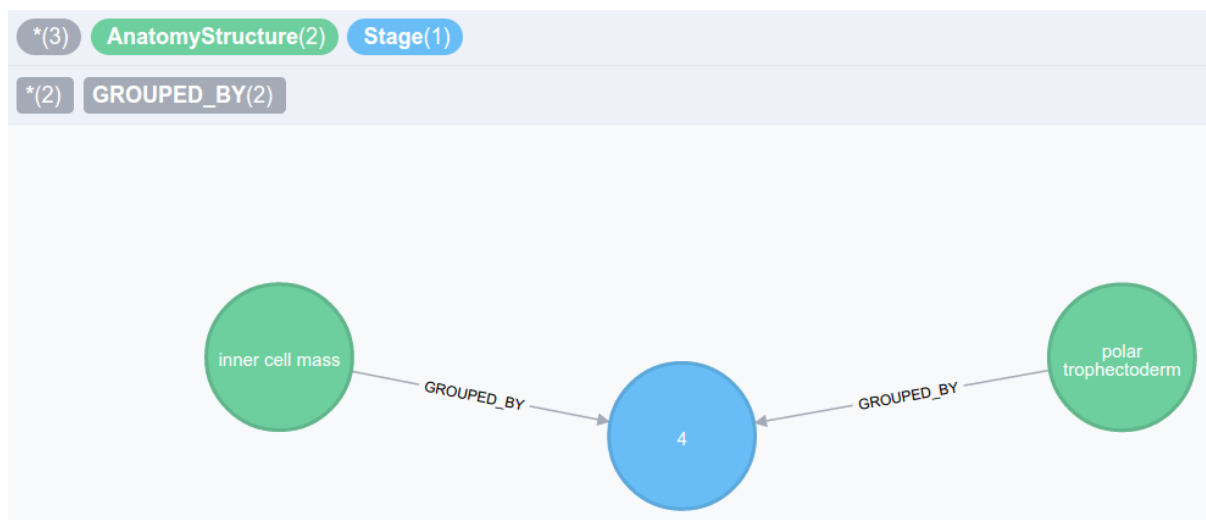 *(3) AnatomyStructure(2) Stage(1)
*(2) GROUPED_BY(2)
inner cell mass
GROUPED_BY
4
GROUPED_BY
polar
trophectoderm